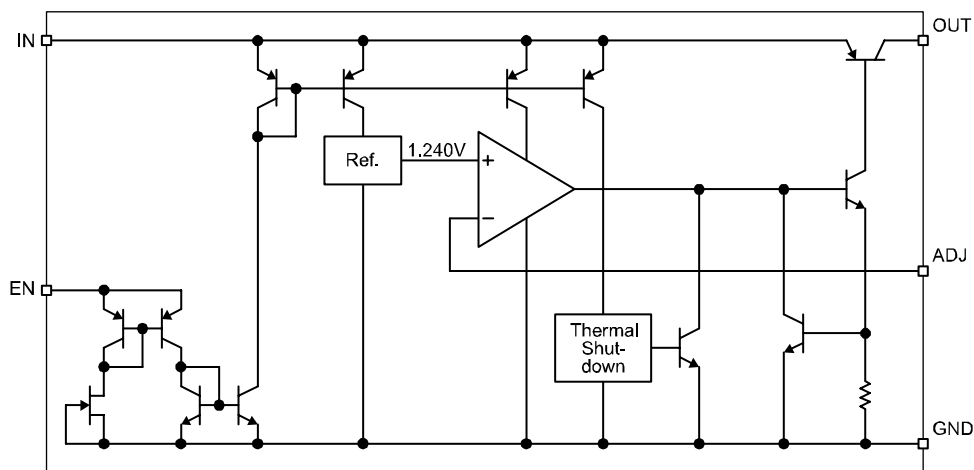 IN
OUT
Ref.
1.240V
+
−
ADJ
EN
Thermal
Shut-
down
GND